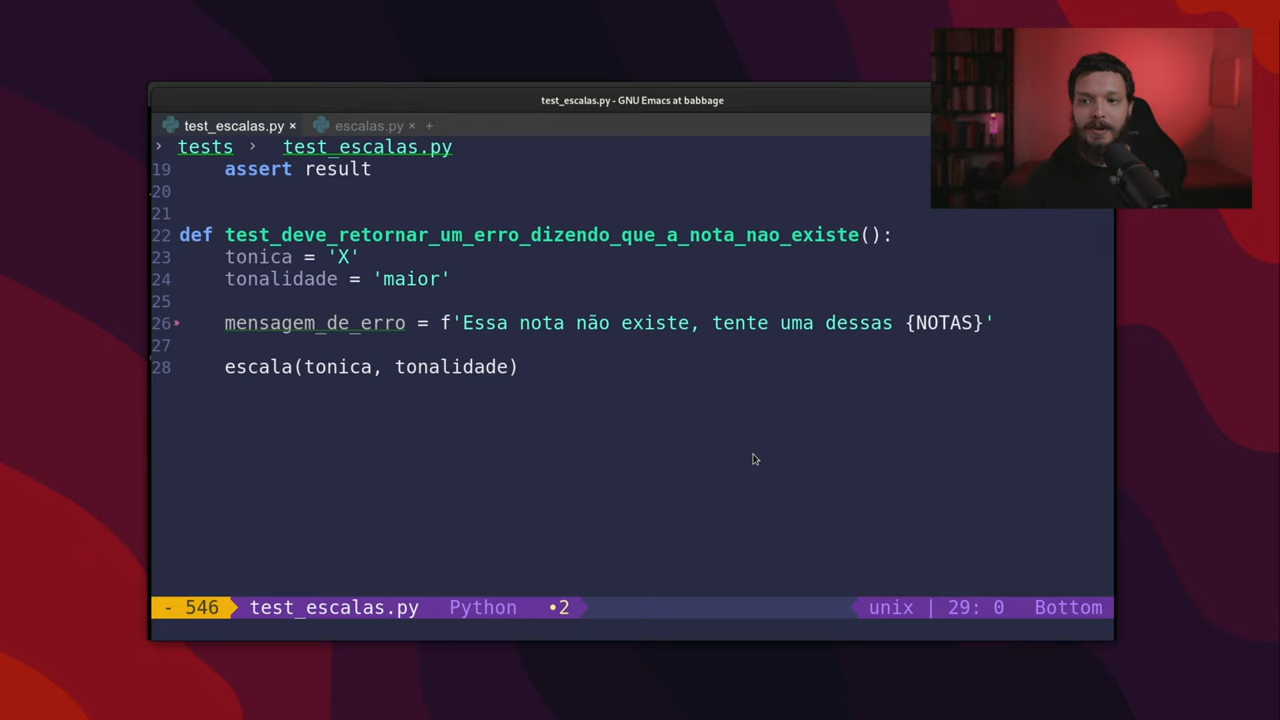 test_escalas.py - GNU Emacs at babbage
test_escalas.py × escalas.py × +
› tests › test_escalas.py
19 assert result
20
21
22 def test_deve_retornar_um_erro_dizendo_que_a_nota_nao_existe():
23 tonica = 'X'
24 tonalidade = 'maior'
25
26 mensagem_de_erro = f'Essa nota não existe, tente uma dessas {NOTAS}'
27
28 escala(tonica, tonalidade)
- 546 test_escalas.py Python •2 unix | 29: 0 Bottom